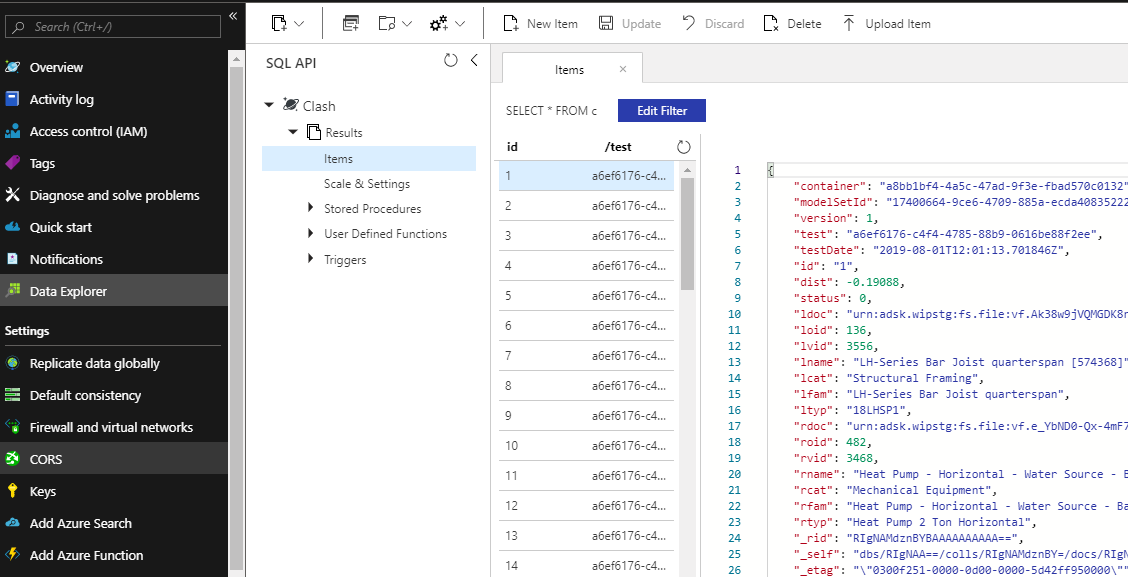 Search (Ctrl+/)
«
Overview
Activity log
Access control (IAM)
Tags
Diagnose and solve problems
Quick start
Notifications
Data Explorer
Settings
Replicate data globally
Default consistency
Firewall and virtual networks
CORS
Keys
Add Azure Search
Add Azure Function
New Item
Update
Discard
Delete
Upload Item
SQL API
Clash
Results
Items
Scale & Settings
Stored Procedures
User Defined Functions
Triggers
Items
SELECT * FROM c
Edit Filter
id /test
1 a6ef6176-c4...
2 a6ef6176-c4...
3 a6ef6176-c4...
4 a6ef6176-c4...
5 a6ef6176-c4...
6 a6ef6176-c4...
7 a6ef6176-c4...
8 a6ef6176-c4...
9 a6ef6176-c4...
10 a6ef6176-c4...
11 a6ef6176-c4...
12 a6ef6176-c4...
13 a6ef6176-c4...
14 a6ef6176-c4...
1 {
2 "container": "a8bb1bf4-4a5c-47ad-9f3e-fbad570c0132"
3 "modelSetId": "17400664-9ce6-4709-885a-ecda40835222
4 "version": 1,
5 "test": "a6ef6176-c4f4-4785-88b9-0616be88f2ee",
6 "testDate": "2019-08-01T12:01:13.701846Z",
7 "id": "1",
8 "dist": -0.19088,
9 "status": 0,
10 "ldoc": "urn:adsk.wipstg:fs.file:vf.Ak38w9jVQMGDK8r
11 "loid": 136,
12 "lvid": 3556,
13 "lname": "LH-Series Bar Joist quarterspan [574368]"
14 "lcat": "Structural Framing",
15 "lfam": "LH-Series Bar Joist quarterspan",
16 "ltyp": "18LHSP1",
17 "rdoc": "urn:adsk.wipstg:fs.file:vf.e_YbND0-Qx-4mF7
18 "roid": 482,
19 "rvid": 3468,
20 "rname": "Heat Pump - Horizontal - Water Source - B
21 "rcat": "Mechanical Equipment",
22 "rfam": "Heat Pump - Horizontal - Water Source - Ba
23 "rtyp": "Heat Pump 2 Ton Horizontal",
24 "_rid": "RIgNAMdznBYBAAAAAAAAAA==",
25 "_self": "dbs/RIgNAA==/colls/RIgNAMdznBY=/docs/RIgN
26 "_etag": "\"0300f251-0000-0d00-0000-5d42ff950000\""